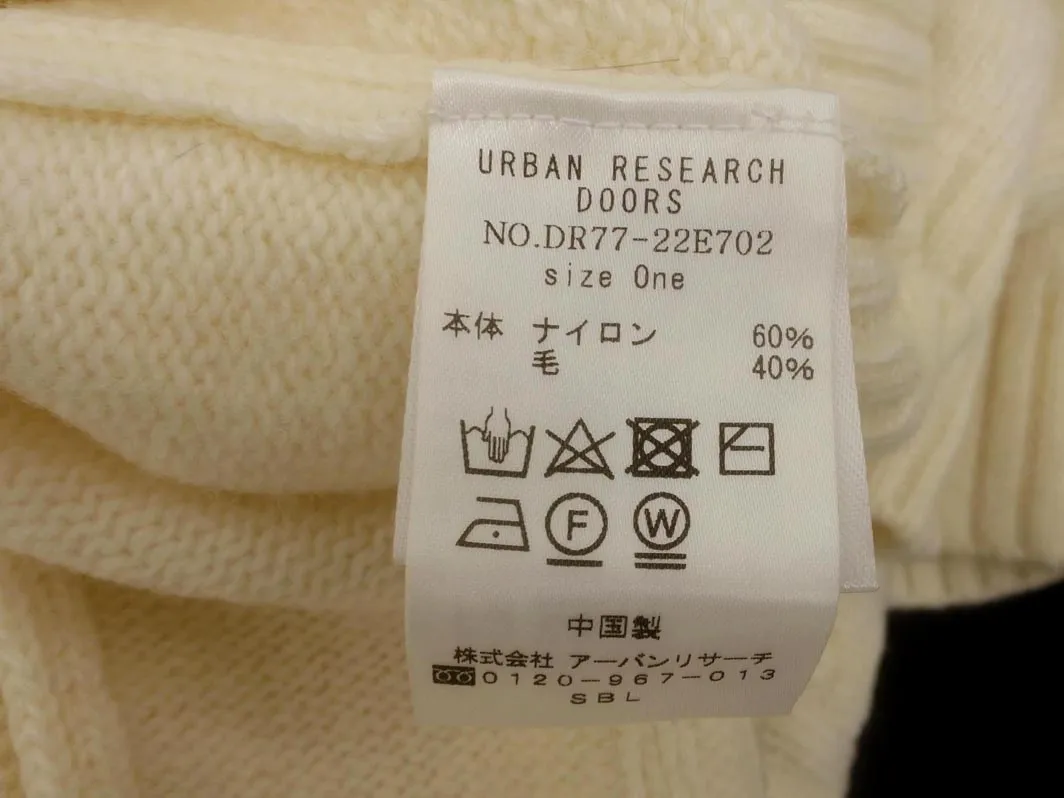 URBAN RESEARCH
DOORS
NO.DR77-22E702
size One
本体 ナイロン 60%
毛 40%
F W
中国製
株式会社 アーバンリサーチ
0120-967-013
SBL